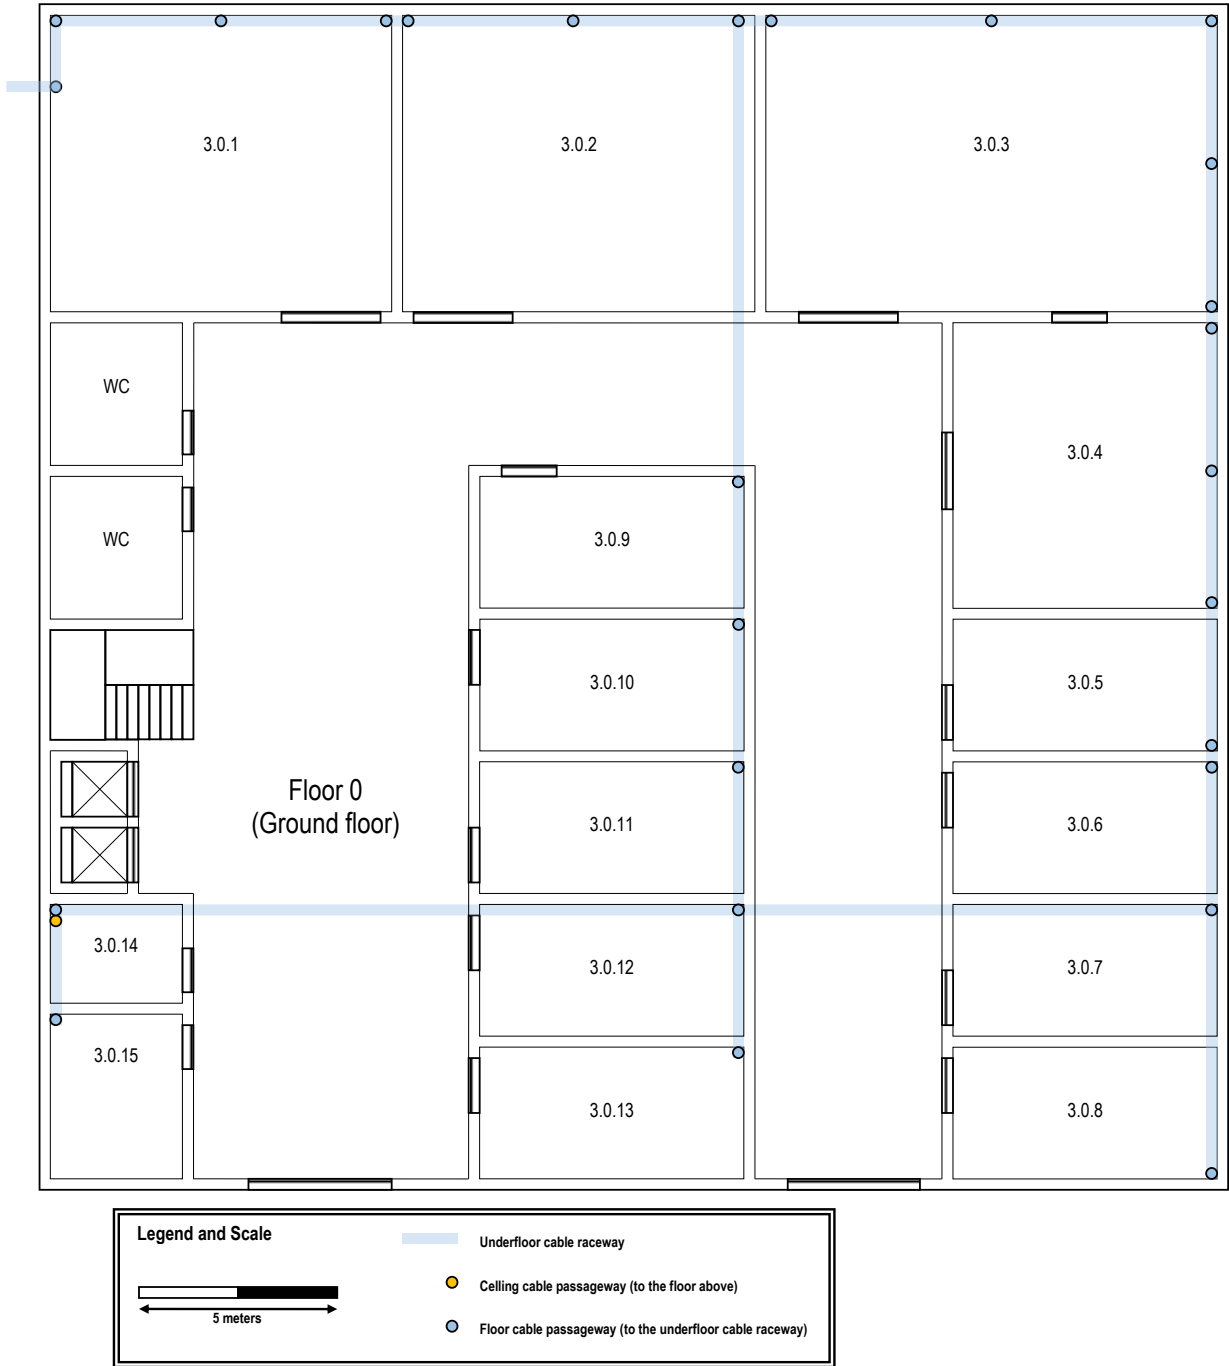 3.0.1
3.0.2
3.0.3
WC
3.0.4
WC
3.0.9
3.0.10
3.0.5
Floor 0
(Ground floor)
3.0.11
3.0.6
3.0.14
3.0.12
3.0.7
3.0.15
3.0.13
3.0.8
Legend and Scale
5 meters
Underfloor cable raceway
Celling cable passageway (to the floor above)
Floor cable passageway (to the underfloor cable raceway)